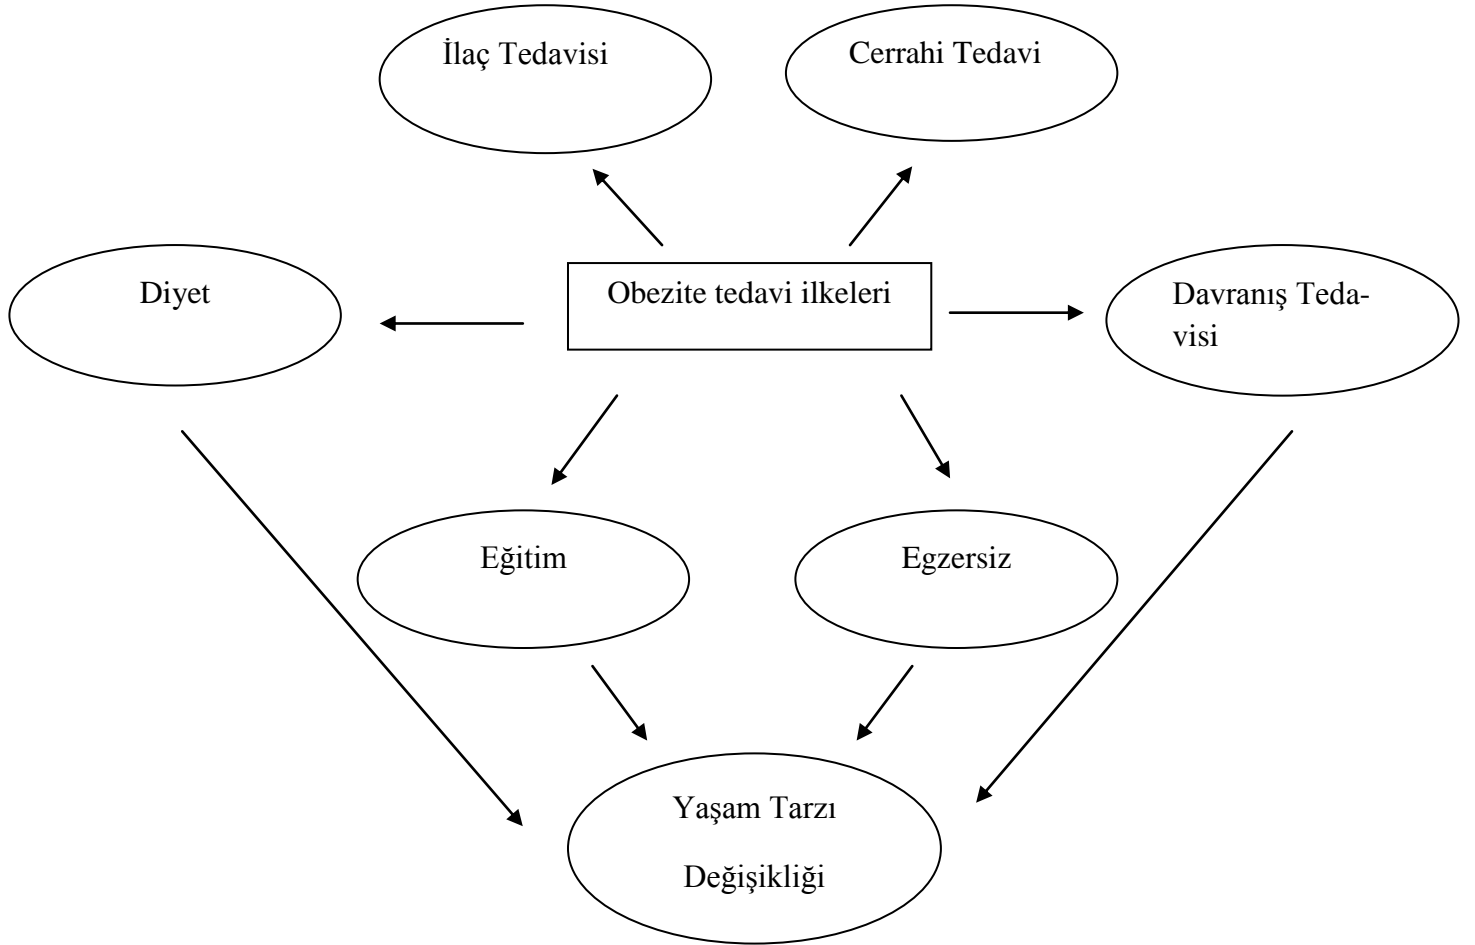 İlaç Tedavisi
Cerrahi Tedavi
Diyet
Obezite tedavi ilkeleri
Davranış Teda-
visi
Eğitim
Egzersiz
Yaşam Tarzı
Değişikliği